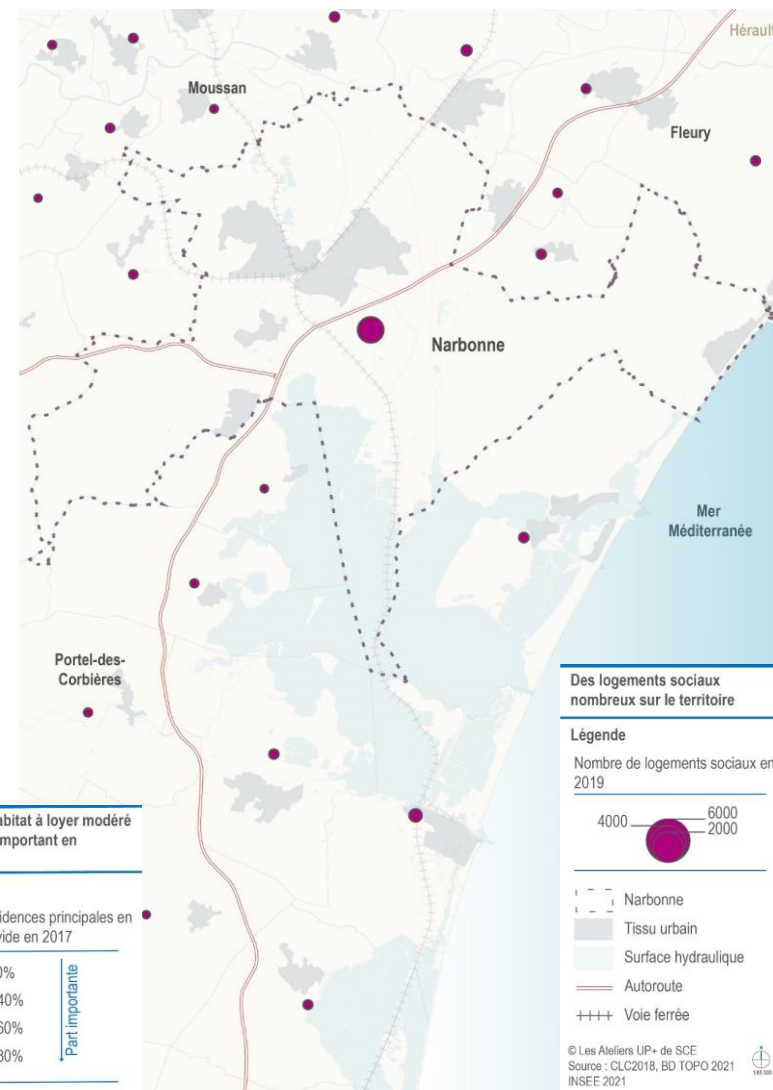 Hérault
Moussan
Fleury
Narbonne
Mer
Méditerranée
Portel-des-
Corbières
abitat à loyer modéré
important en
idences principales en
vide en 2017
0%
40%
60%
80%
Part importante
Des logements sociaux
nombreux sur le territoire
Légende
Nombre de logements sociaux en
2019
4000
6000
2000
Narbonne
Tissu urbain
Surface hydraulique
Autoroute
Voie ferrée
© Les Ateliers UP+ de SCE
Source : CLC2018, BD TOPO 2021
INSEE 2021